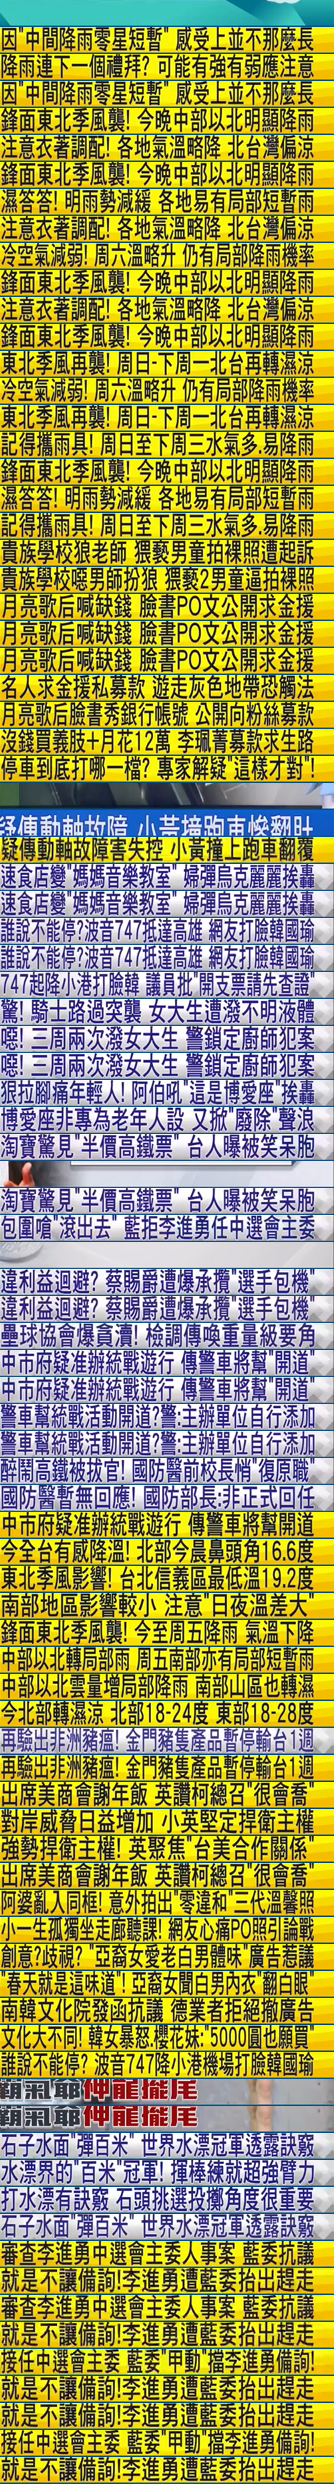 因"中間降雨零星短暫" 感受上並不那麼長
降雨連下一個禮拜? 可能有強有弱應注意
因"中間降雨零星短暫" 感受上並不那麼長
鋒面東北季風襲! 今晚中部以北明顯降雨
注意衣著調配! 各地氣溫略降 北台灣偏涼
鋒面東北季風襲! 今晚中部以北明顯降雨
濕答答! 明雨勢減緩 各地易有局部短暫雨
注意衣著調配! 各地氣溫略降 北台灣偏涼
冷空氣減弱! 周六溫略升 仍有局部降雨機率
鋒面東北季風襲! 今晚中部以北明顯降雨
注意衣著調配! 各地氣溫略降 北台灣偏涼
鋒面東北季風襲! 今晚中部以北明顯降雨
東北季風再襲! 周日-下周一北台再轉濕涼
冷空氣減弱! 周六溫略升 仍有局部降雨機率
東北季風再襲! 周日-下周一北台再轉濕涼
記得攜雨具! 周日至下周三水氣多.易降雨
鋒面東北季風襲! 今晚中部以北明顯降雨
濕答答! 明雨勢減緩 各地易有局部短暫雨
記得攜雨具! 周日至下周三水氣多.易降雨
貴族學校狼老師 猥褻男童拍裸照遭起訴
貴族學校噁男師扮狼 猥褻2男童逼拍裸照
月亮歌后喊缺錢 臉書PO文公開求金援
月亮歌后喊缺錢 臉書PO文公開求金援
月亮歌后喊缺錢 臉書PO文公開求金援
名人求金援私募款 遊走灰色地帶恐觸法
月亮歌后臉書秀銀行帳號 公開向粉絲募款
沒錢買義肢+月花12萬 李珮菁募款求生路
停車到底打哪一檔? 專家解疑"這樣才對"!
疑傳動軸故障 小黃撞跑車慘翻肚
疑傳動軸故障害失控 小黃撞上跑車翻覆
速食店變"媽媽音樂教室" 婦彈烏克麗麗挨轟
速食店變"媽媽音樂教室" 婦彈烏克麗麗挨轟
誰說不能停?波音747抵達高雄 網友打臉韓國瑜
誰說不能停?波音747抵達高雄 網友打臉韓國瑜
747起降小港打臉韓 議員批"開支票請先查證"
驚! 騎士路過突襲 女大生遭潑不明液體
噁! 三周兩次潑女大生 警鎖定廚師犯案
噁! 三周兩次潑女大生 警鎖定廚師犯案
狠拉腳痛年輕人! 阿伯吼"這是博愛座"挨轟
博愛座非專為老年人設 又掀"廢除"聲浪
淘寶驚見"半價高鐵票" 台人曝被笑呆胞
淘寶驚見"半價高鐵票" 台人曝被笑呆胞
包圍嗆"滾出去" 藍拒李進勇任中選會主委
違利益迴避? 蔡賜爵遭爆承攬"選手包機"
違利益迴避? 蔡賜爵遭爆承攬"選手包機"
壘球協會爆貪瀆! 檢調傳喚重量級要角
中市府疑准辦統戰遊行 傳警車將幫"開道"
中市府疑准辦統戰遊行 傳警車將幫"開道"
警車幫統戰活動開道?警:主辦單位自行添加
警車幫統戰活動開道?警:主辦單位自行添加
醉鬧高鐵被拔官! 國防醫前校長悄"復原職"
國防醫暫無回應! 國防部長:非正式回任
中市府疑准辦統戰遊行 傳警車將幫開道
今全台有感降溫! 北部今晨鼻頭角16.6度
東北季風影響! 台北信義區最低溫19.2度
南部地區影響較小 注意"日夜溫差大"
鋒面東北季風襲! 今至周五降雨 氣溫下降
中部以北轉局部雨 周五南部亦有局部短暫雨
中部以北雲量增局部降雨 南部山區也轉濕
今北部轉濕涼 北部18-24度 東部18-28度
再驗出非洲豬瘟! 金門豬隻產品暫停輸台1週
再驗出非洲豬瘟! 金門豬隻產品暫停輸台1週
出席美商會謝年飯 英讚柯總召"很會喬"
對岸威脅日益增加 小英堅定捍衛主權
強勢捍衛主權! 英聚焦"台美合作關係"
出席美商會謝年飯 英讚柯總召"很會喬"
阿婆亂入同框! 意外拍出"零違和"三代溫馨照
小一生孤獨坐走廊聽課! 網友心痛PO照引論戰
創意?歧視? "亞裔女愛老白男體味"廣告惹議
"春天就是這味道"! 亞裔女聞白男內衣"翻白眼"
南韓文化院發函抗議 德業者拒絕撤廣告
文化大不同! 韓女暴怒.櫻花妹:"5000圓也願買"
誰說不能停? 波音747降小港機場打臉韓國瑜
霸氣耶神龍擺尾
霸氣耶神龍擺尾
石子水面"彈百米" 世界水漂冠軍透露訣竅
水漂界的"百米"冠軍! 揮棒練就超強臂力
打水漂有訣竅 石頭挑選投擲角度很重要
石子水面"彈百米" 世界水漂冠軍透露訣竅
審查李進勇中選會主委人事案 藍委抗議
就是不讓備詢!李進勇遭藍委抬出趕走
審查李進勇中選會主委人事案 藍委抗議
就是不讓備詢!李進勇遭藍委抬出趕走
接任中選會主委 藍委"甲動"擋李進勇備詢!
就是不讓備詢!李進勇遭藍委抬出趕走
就是不讓備詢!李進勇遭藍委抬出趕走
接任中選會主委 藍委"甲動"擋李進勇備詢!
就是不讓備詢!李進勇遭藍委抬出趕走